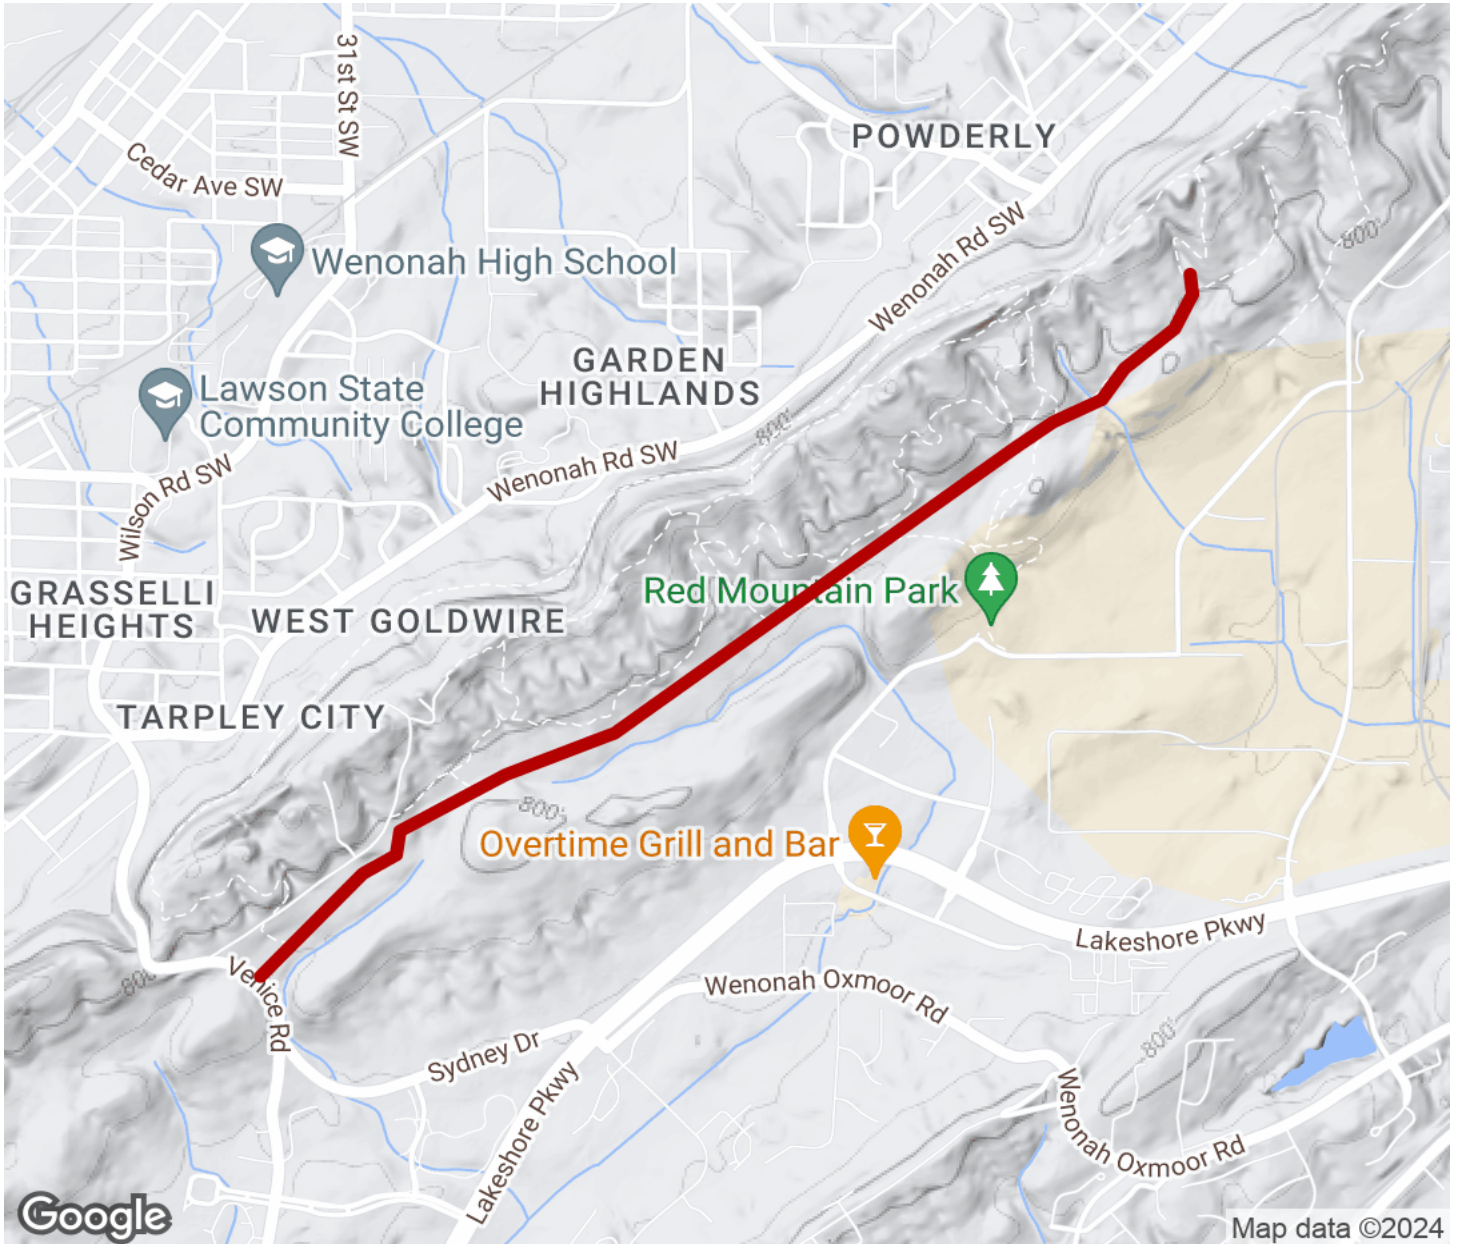 31st St SW
POWDERLY
Cedar Ave SW
Wenonah High School
Wenonah Rd SW
800'
GARDEN
HIGHLANDS
Lawson State
Community College
800'
Wenonah Rd SW
Wilson Rd SW
GRASSELLI
HEIGHTS
WEST GOLDWIRE
Red Mountain Park
TARPLEY CITY
800'
Overtime Grill and Bar
Lakeshore Pkwy
800'
Venice Rd
Wenonah Oxmoor Rd
Sydney Dr
800'
Lakeshore Pkwy
Wenonah Oxmoor Rd
Google
Map data ©2024